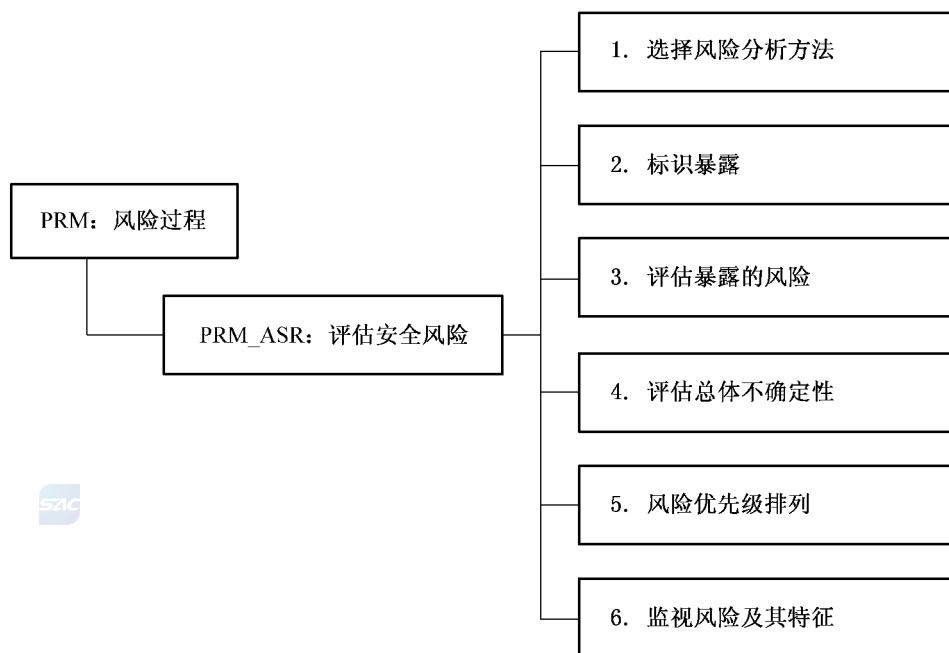 PRM：风险过程
PRM_ASR：评估安全风险
1. 选择风险分析方法
2. 标识暴露
3. 评估暴露的风险
4. 评估总体不确定性
5. 风险优先级排列
6. 监视风险及其特征
SAC